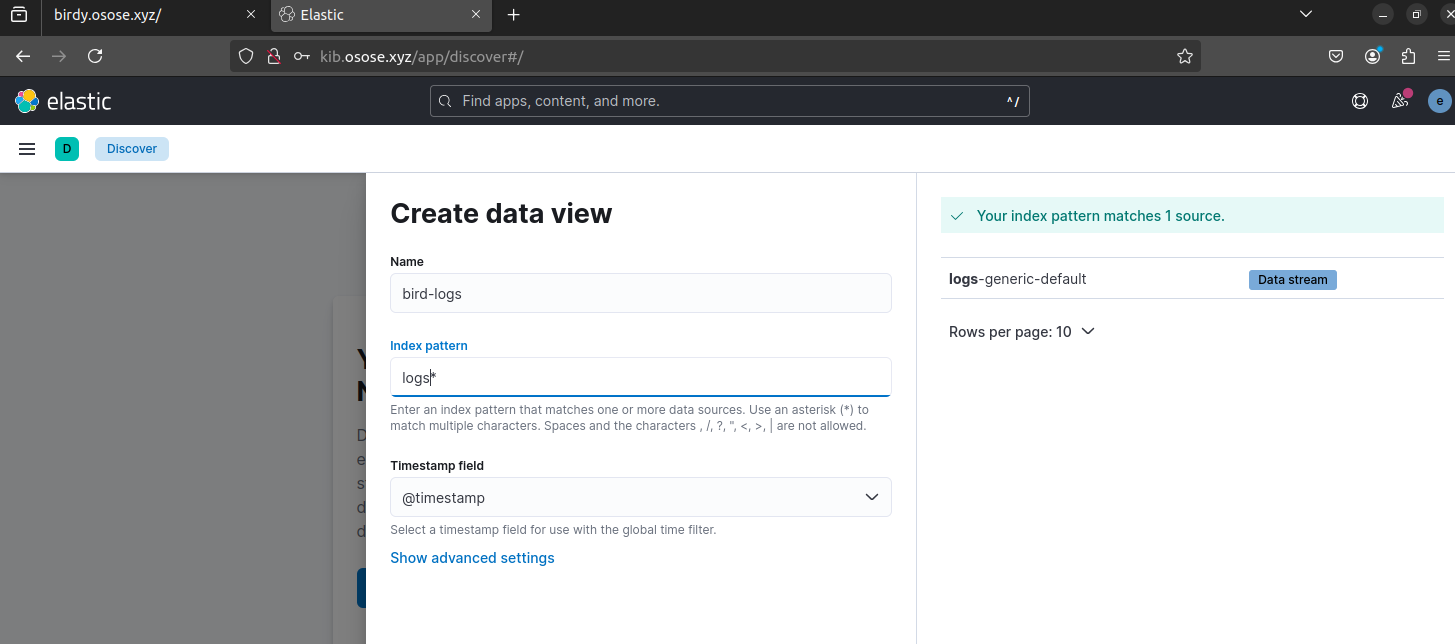 birdy.osose.xyz/
Elastic
kib.osose.xyz/app/discover#/
elastic
Find apps, content, and more.
^/
e
D
Discover
Create data view
Name
bird-logs
Index pattern
logs*
Enter an index pattern that matches one or more data sources. Use an asterisk (*) to
match multiple characters. Spaces and the characters , /, ?, ", <, >, | are not allowed.
Timestamp field
@timestamp
Select a timestamp field for use with the global time filter.
Show advanced settings
Your index pattern matches 1 source.
logs-generic-default
Data stream
Rows per page: 10